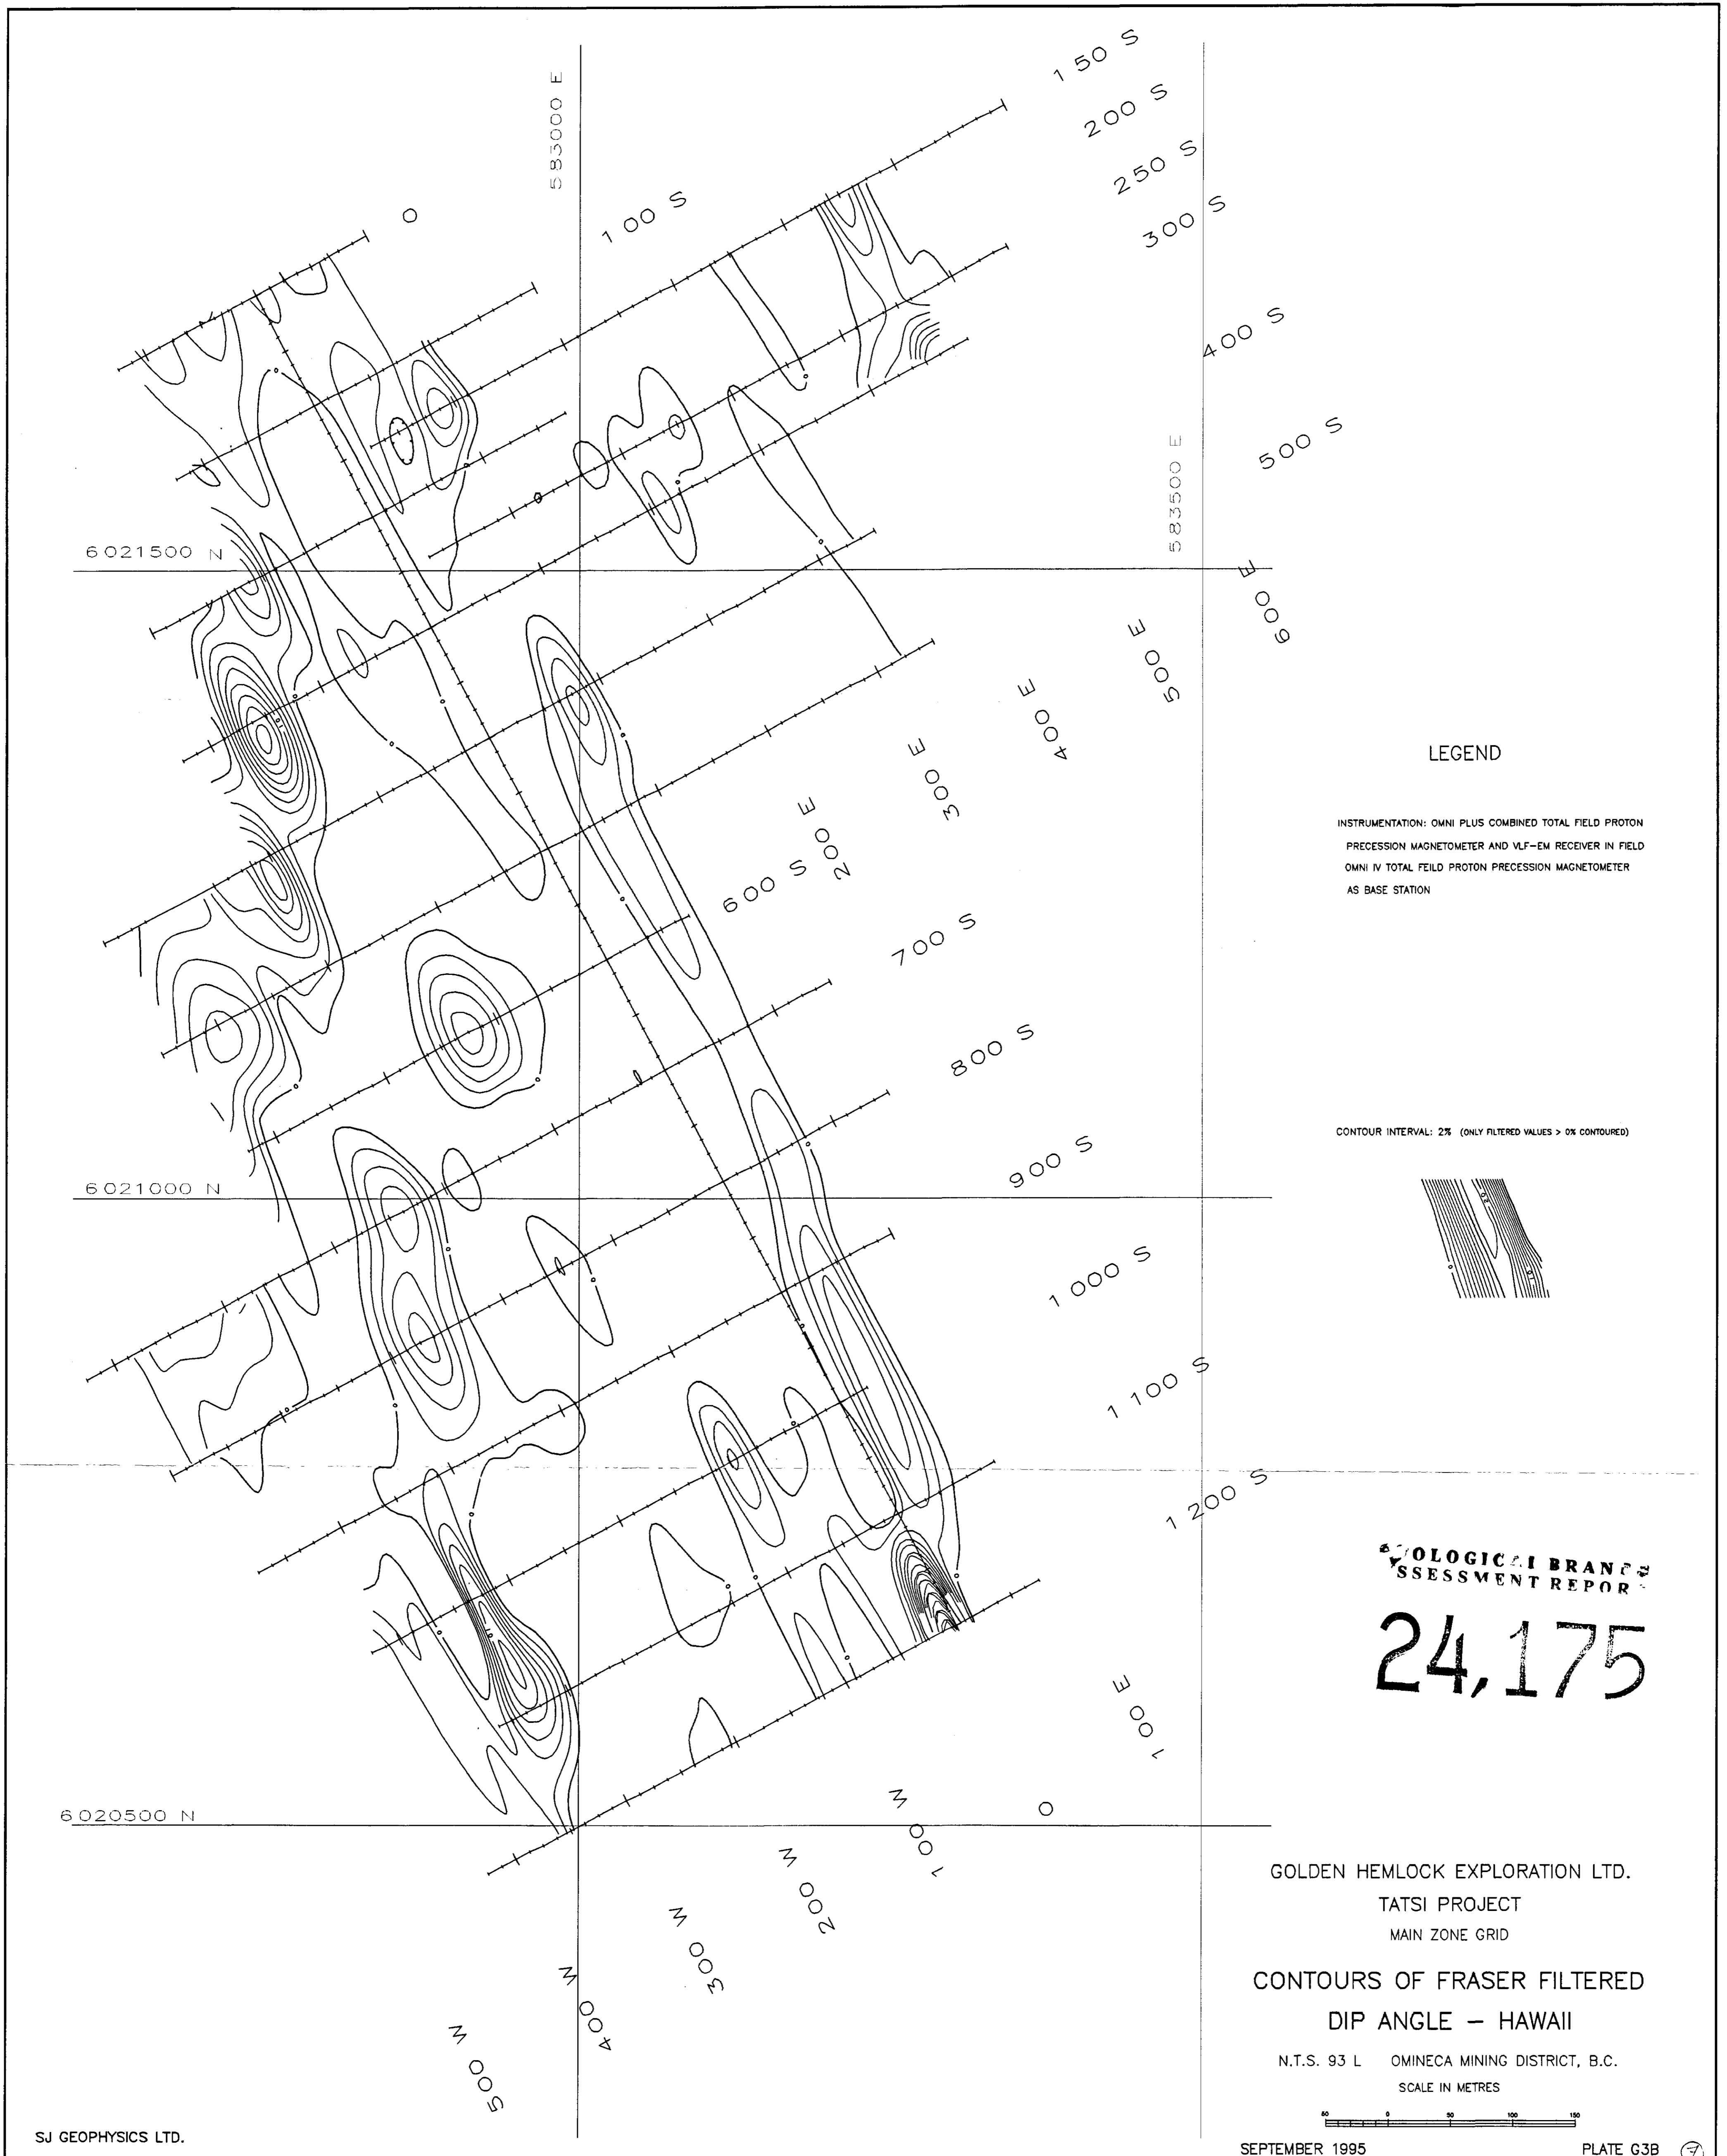 150 S
200 S
250 S
300 S
400 S
500 S
0
100 S
583000 E
583500 E
6021500 N
600 E
500 E
400 E
300 E
200 E
600 S
700 S
800 S
900 S
1000 S
1100 S
1200 S
6021000 N
6020500 N
100 E
0
100 W
200 W
300 W
400 W
500 W
LEGEND
INSTRUMENTATION: OMNI PLUS COMBINED TOTAL FIELD PROTON
PRECESSION MAGNETOMETER AND VLF-EM RECEIVER IN FIELD
OMNI IV TOTAL FEILD PROTON PRECESSION MAGNETOMETER
AS BASE STATION
CONTOUR INTERVAL: 2% (ONLY FILTERED VALUES > 0% CONTOURED)
24,175
GOLDEN HEMLOCK EXPLORATION LTD.
TATSI PROJECT
MAIN ZONE GRID
CONTOURS OF FRASER FILTERED
DIP ANGLE - HAWAII
N.T.S. 93 L OMINECA MINING DISTRICT, B.C.
SCALE IN METRES
50 0 50 100 150
SEPTEMBER 1995
PLATE G3B
7
SJ GEOPHYSICS LTD.